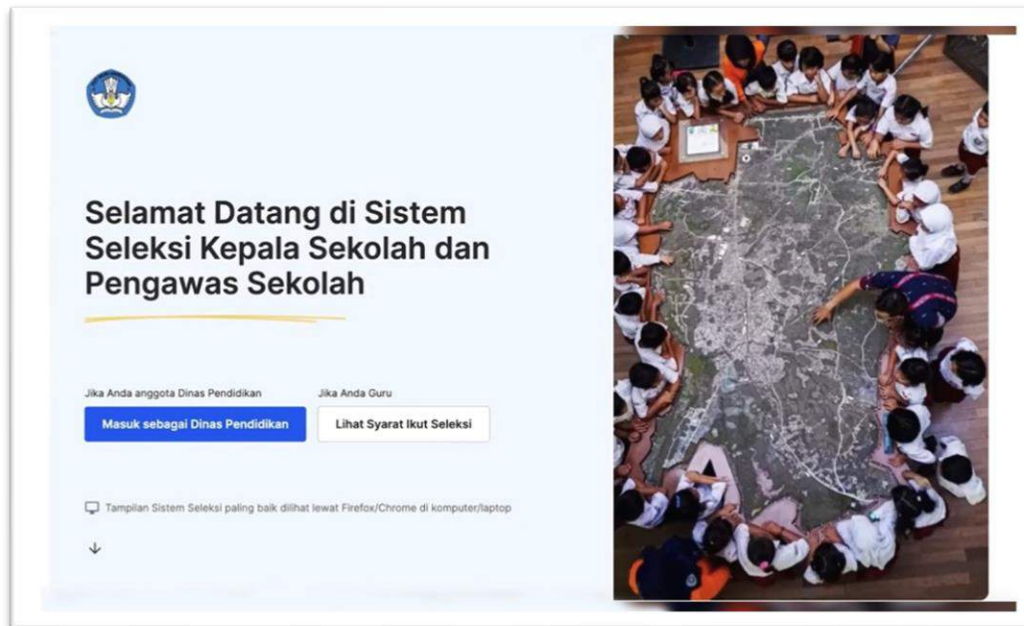 Selamat Datang di Sistem
Seleksi Kepala Sekolah dan
Pengawas Sekolah
Jika Anda anggota Dinas Pendidikan
Jika Anda Guru
Masuk sebagai Dinas Pendidikan
Lihat Syarat Ikut Seleksi
Tampilan Sistem Seleksi paling baik dilihat lewat Firefox/Chrome di komputer/laptop